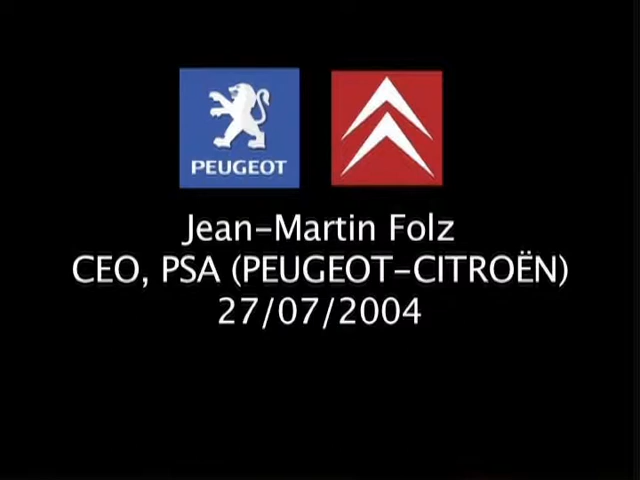 PEUGEOT
Jean-Martin Folz
CEO, PSA (PEUGEOT-CITROËN)
27/07/2004